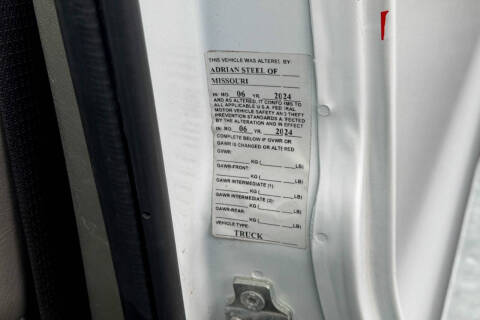 THIS VEHICLE WAS ALTERED BY:
ADRIAN STEEL OF
MISSOURI
IN: MO. 06 YR. 2024
AND AS ALTERED, IT CONFORMS TO
ALL APPLICABLE U.S.A. FEDERAL
MOTOR VEHICLE SAFETY AND THEFT
PREVENTION STANDARDS AFFECTED
BY THE ALTERATION AND IN EFFECT
IN: MO. 06 YR. 2024
COMPLETE BELOW IF GVWR OR
GAWR IS CHANGED OR ALTERED
GVWR:
KG ( LB)
GAWR-FRONT:
KG ( LB)
GAWR INTERMEDIATE (1)
KG ( LB)
GAWR INTERMEDIATE (2):
KG ( LB)
GAWR-REAR:
KG ( LB)
VEHICLE TYPE:
TRUCK